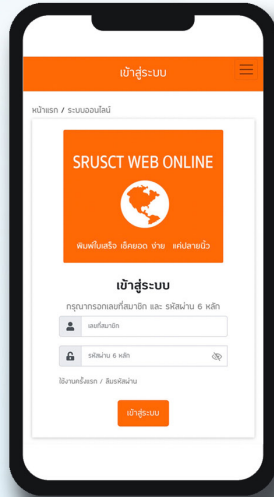 เข้าสู่ระบบ
หน้าแรก / ระบบออนไลน์
SRUSCT WEB ONLINE
พิมพ์ใบเสร็จ เช็คยอด ง่าย แค่ปลายนิ้ว
เข้าสู่ระบบ
กรุณากรอกเลขที่สมาชิก และ รหัสผ่าน 6 หลัก
เลขที่สมาชิก
รหัสผ่าน 6 หลัก
ใช้งานครั้งแรก / ลืมรหัสผ่าน
เข้าสู่ระบบ